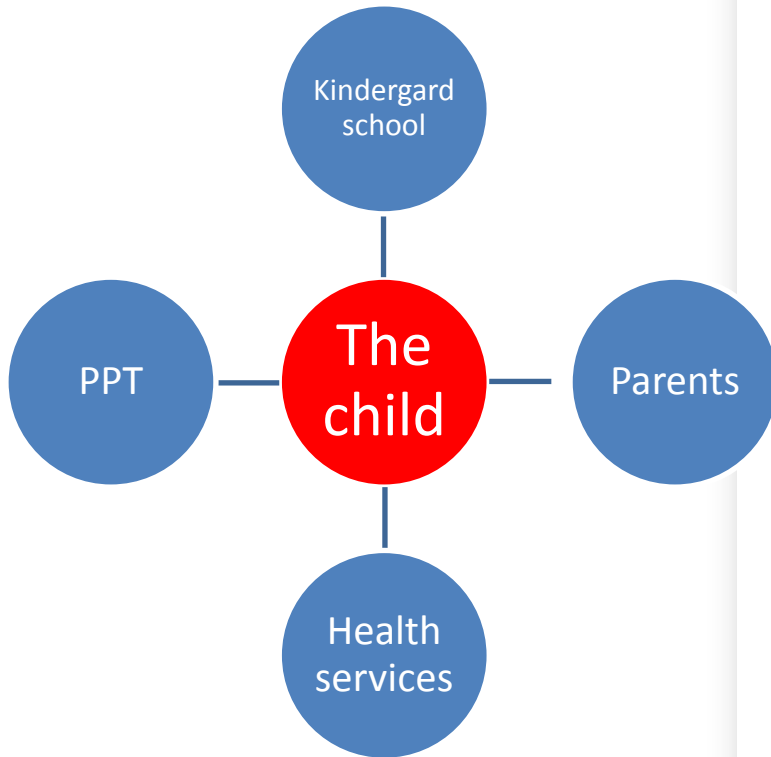 Kindergard
school
PPT
The
child
Parents
Health
services